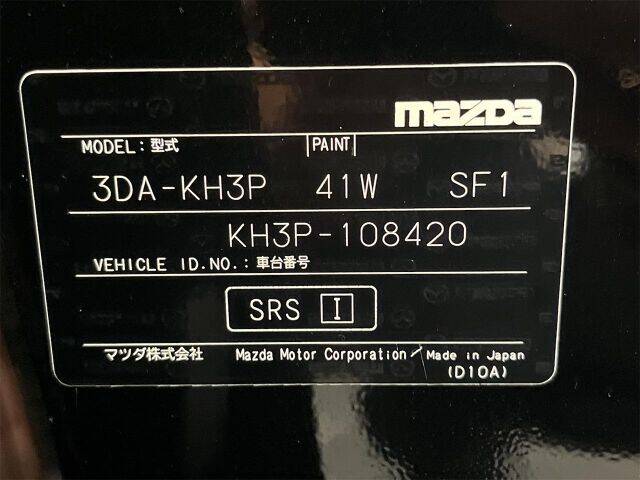 mazda
MODEL: 型式 PAINT
3DA-KH3P 41W SF1
KH3P-108420
VEHICLE ID.NO.: 車台番号
SRS I
マツダ株式会社 Mazda Motor Corporation Made in Japan
(D10A)